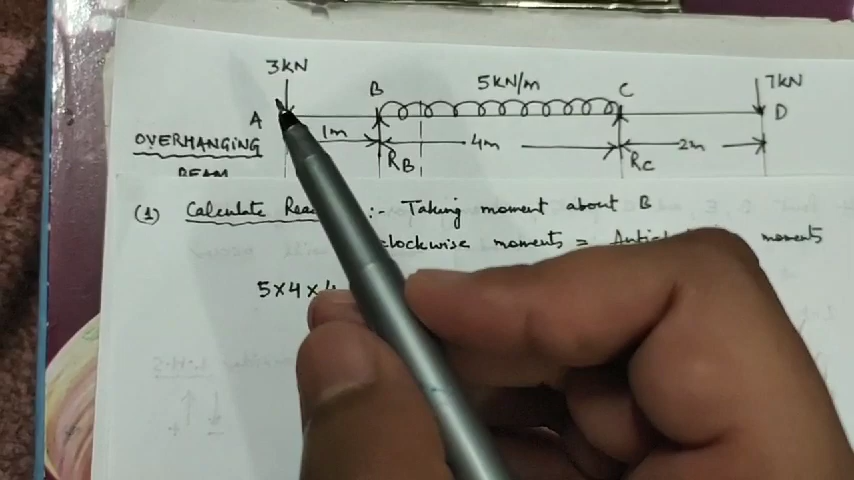 3kN
B 5kN/m C 7kN
A D
1m 4m 2m
OVERHANGING RB RC
BEAM
(1) Calculate :- Taking moment about B
clockwise moments = moments
5×4×